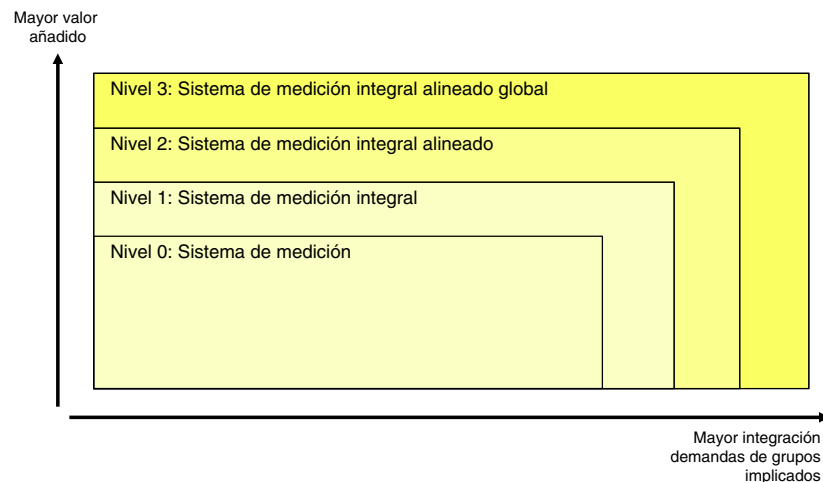 Mayor valor
añadido
Nivel 3: Sistema de medición integral alineado global
Nivel 2: Sistema de medición integral alineado
Nivel 1: Sistema de medición integral
Nivel 0: Sistema de medición
Mayor integración
demandas de grupos
implicados